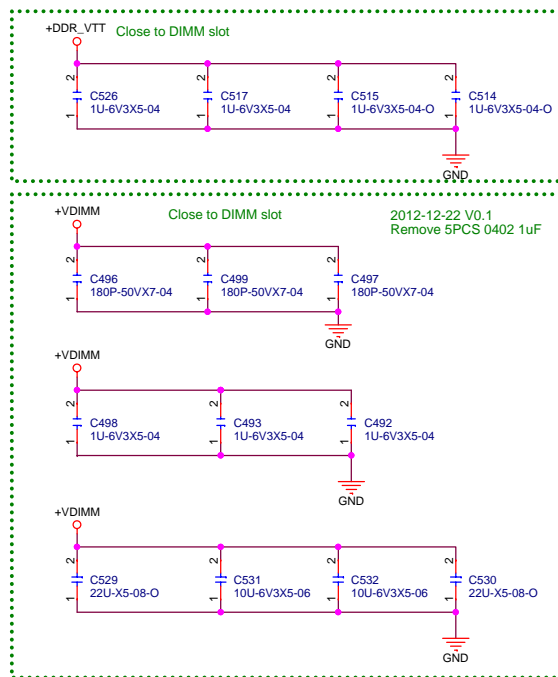 +DDR_VTT
Close to DIMM slot
2
2
2
2
C526
C517
C515
C514
1U-6V3X5-04
1U-6V3X5-04
1U-6V3X5-04-O
1U-6V3X5-04-O
1
1
1
1
GND
+VDIMM
Close to DIMM slot
2012-12-22 V0.1
Remove 5PCS 0402 1uF
2
2
2
C496
C499
C497
180P-50VX7-04
180P-50VX7-04
180P-50VX7-04
1
1
1
GND
+VDIMM
2
2
2
C498
C493
C492
1U-6V3X5-04
1U-6V3X5-04
1U-6V3X5-04
1
1
1
GND
+VDIMM
2
2
2
2
C529
C531
C532
C530
22U-X5-08-O
10U-6V3X5-06
10U-6V3X5-06
22U-X5-08-O
1
1
1
1
GND